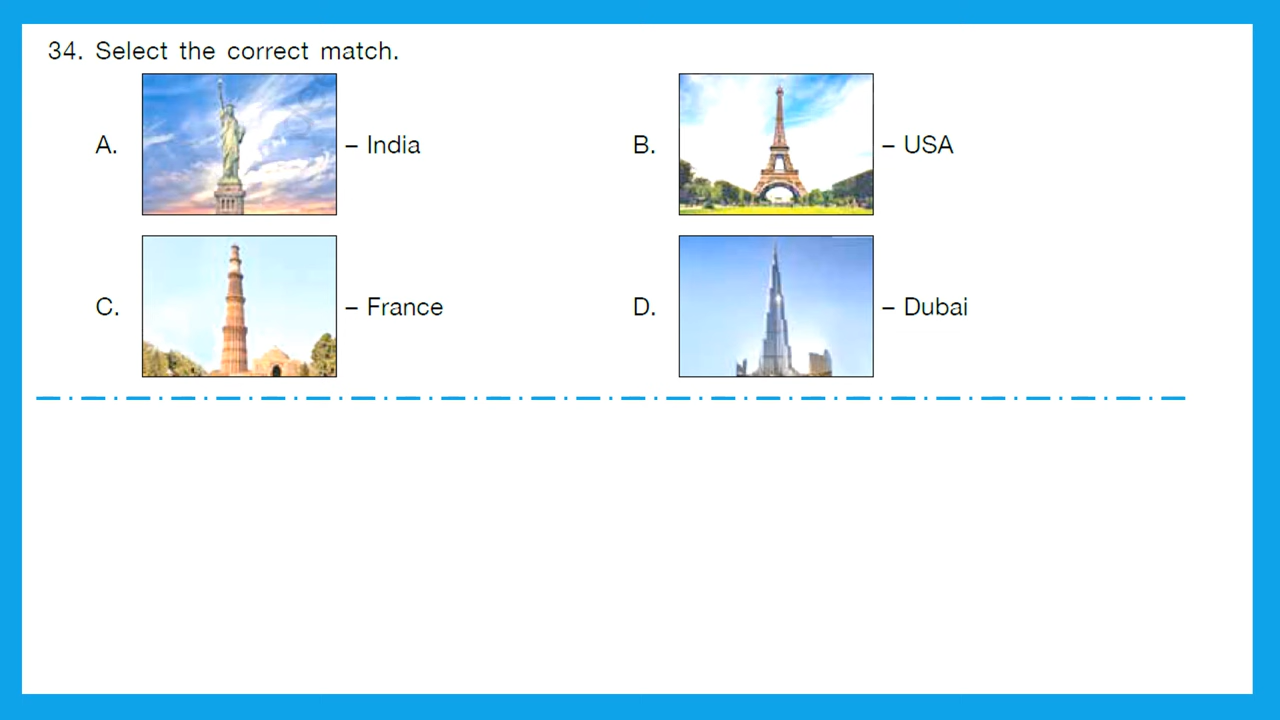 34. Select the correct match.
A. – India
B. – USA
C. – France
D. – Dubai